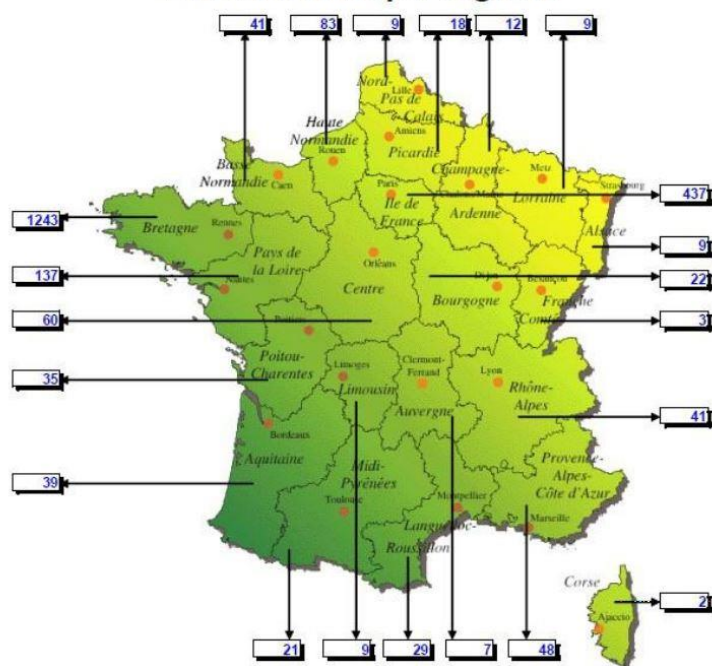 41
83
9
18
12
9
Nord-
Lille
Pas de
Calais
Haute
Normandie
Amiens
Picardie
Rouen
Basse
Normandie
Caen
Champagne-
Ardenne
Metz
Lorraine
Strasbourg
Paris
Ile de
France
437
1243
Bretagne
Rennes
Alsace
9
Pays de
la Loire
Orléans
137
Nantes
Centre
Dijon
Bourgogne
Besançon
Franche
Comté
22
60
Poitiers
3
Poitou-
Charentes
Limoges
Limousin
Clermont-
Ferrand
Auvergne
Lyon
Rhône-
Alpes
35
41
Bordeaux
Aquitaine
Midi-
Pyrénées
Provence-
Alpes-
Côte d'Azur
39
Toulouse
Montpellier
Languedoc-
Roussillon
Marseille
Corse
Ajaccio
2
21
9
29
7
48